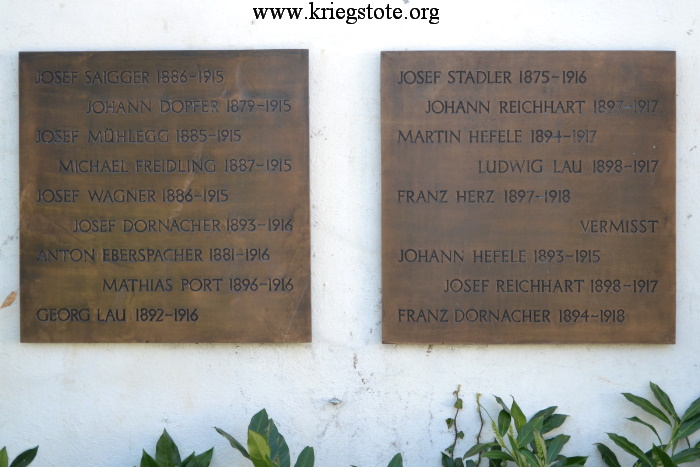 www.kriegstote.org
JOSEF SAIGGER 1886-1915
JOHANN DOPFER 1879-1915
JOSEF MÜHLEGG 1885-1915
MICHAEL FREIDLING 1887-1915
JOSEF WAGNER 1886-1915
JOSEF DORNACHER 1893-1916
ANTON EBERSPACHER 1881-1916
MATHIAS PORT 1896-1916
GEORG LAU 1892-1916
JOSEF STADLER 1875-1916
JOHANN REICHHART 1897-1917
MARTIN HEFELE 1894-1917
LUDWIG LAU 1898-1917
FRANZ HERZ 1897-1918
VERMISST
JOHANN HEFELE 1893-1915
JOSEF REICHHART 1898-1917
FRANZ DORNACHER 1894-1918